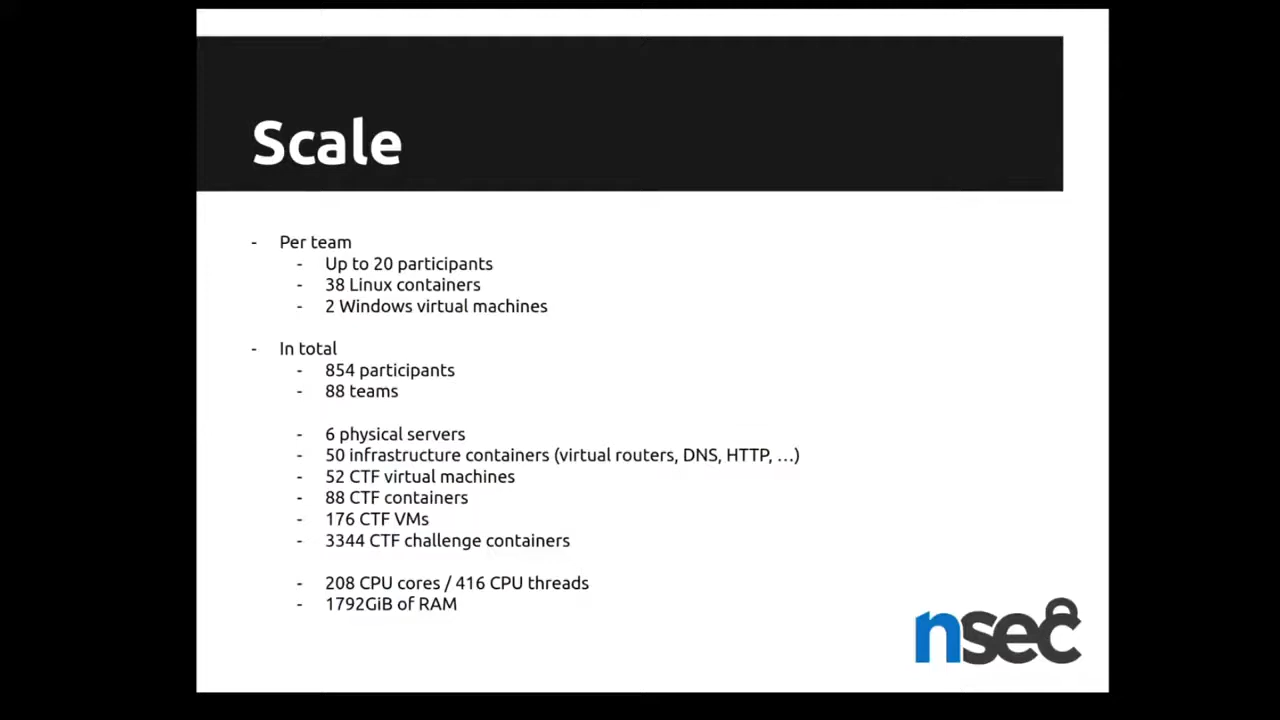 Scale
- Per team
- Up to 20 participants
- 38 Linux containers
- 2 Windows virtual machines
- In total
- 854 participants
- 88 teams
- 6 physical servers
- 50 infrastructure containers (virtual routers, DNS, HTTP, …)
- 52 CTF virtual machines
- 88 CTF containers
- 176 CTF VMs
- 3344 CTF challenge containers
- 208 CPU cores / 416 CPU threads
- 1792GiB of RAM
nsec